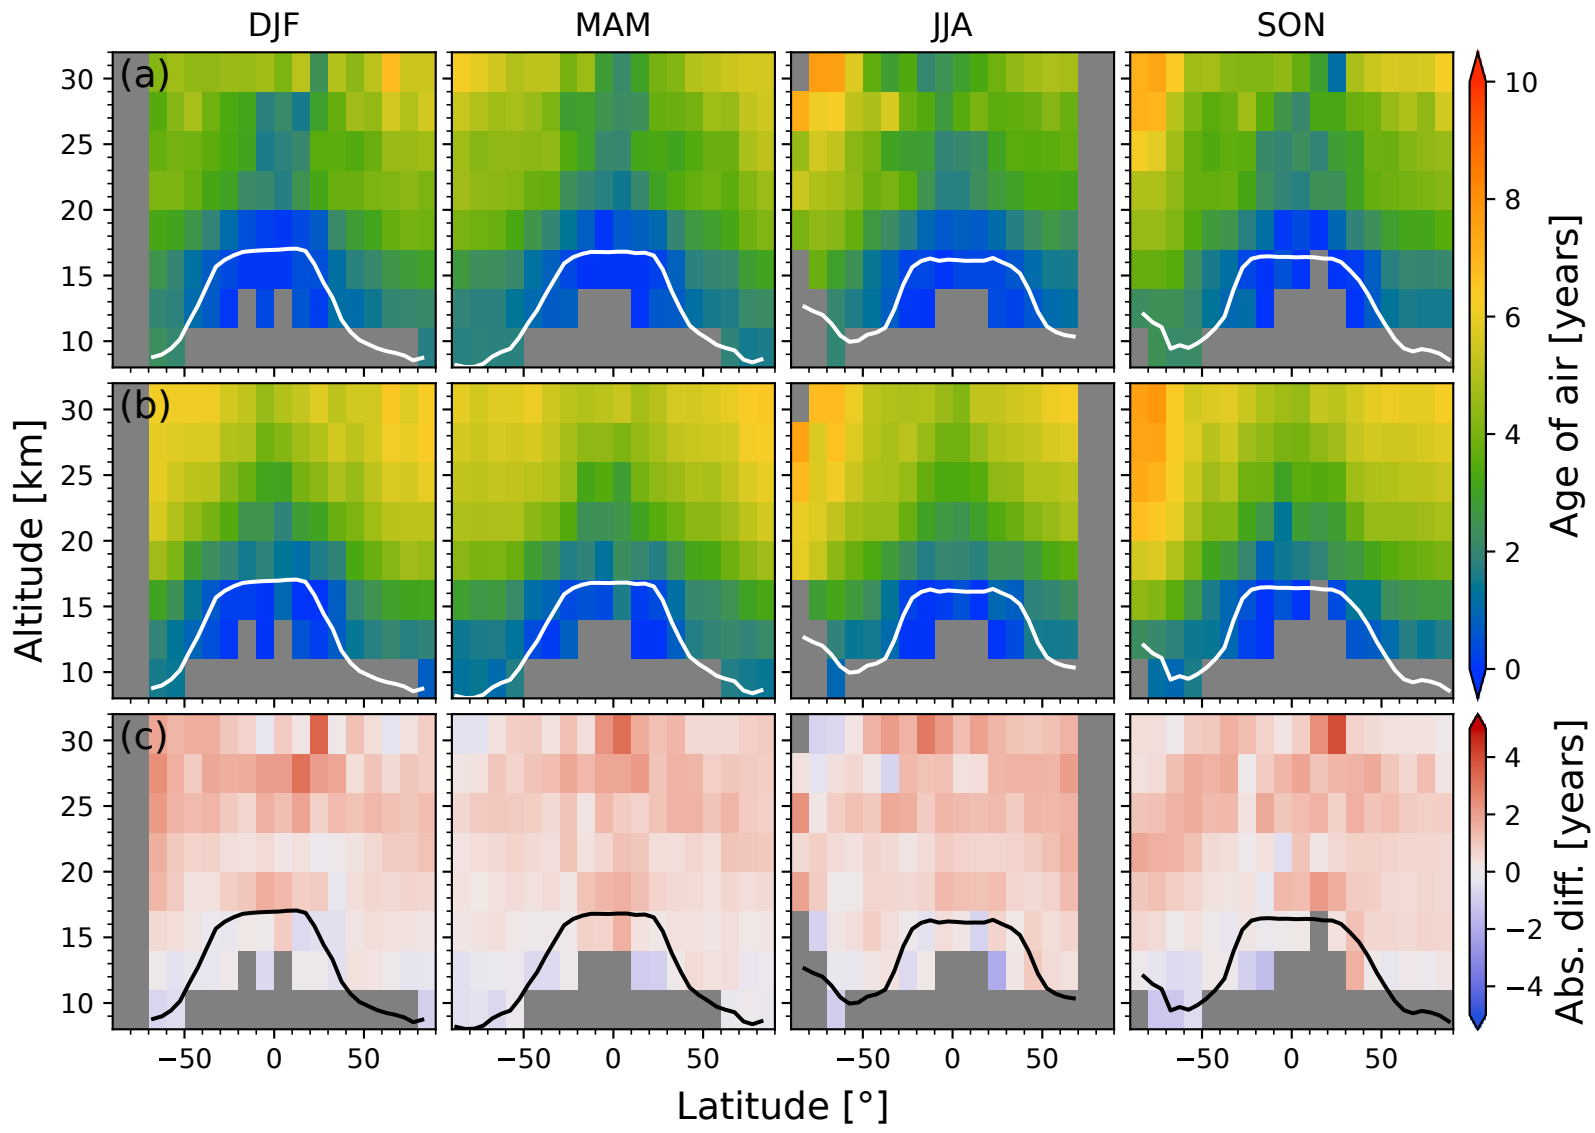 DJF MAM JJA SON
(a)
30
25
20
15
10
10
8
6
4
2
0
Age of air [years]
(b)
30
25
20
15
10
Altitude [km]
(c)
30
25
20
15
10
4
2
0
−2
−4
Abs. diff. [years]
−50 0 50 −50 0 50 −50 0 50 −50 0 50
Latitude [°]